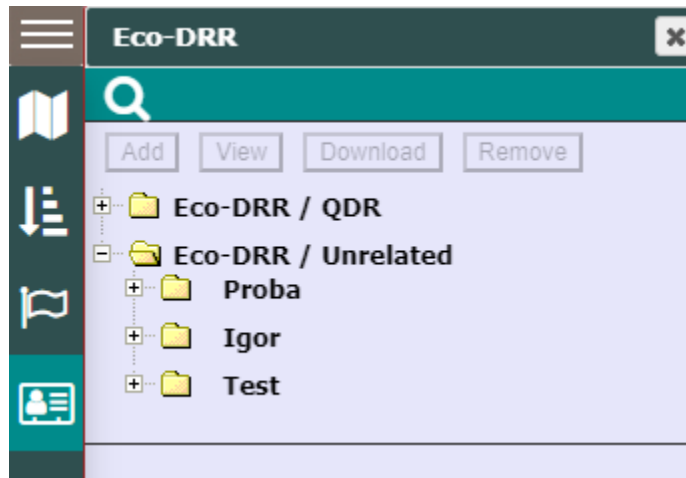 Eco-DRR
Add View Download Remove
Eco-DRR / QDR
Eco-DRR / Unrelated
Proba
Igor
Test